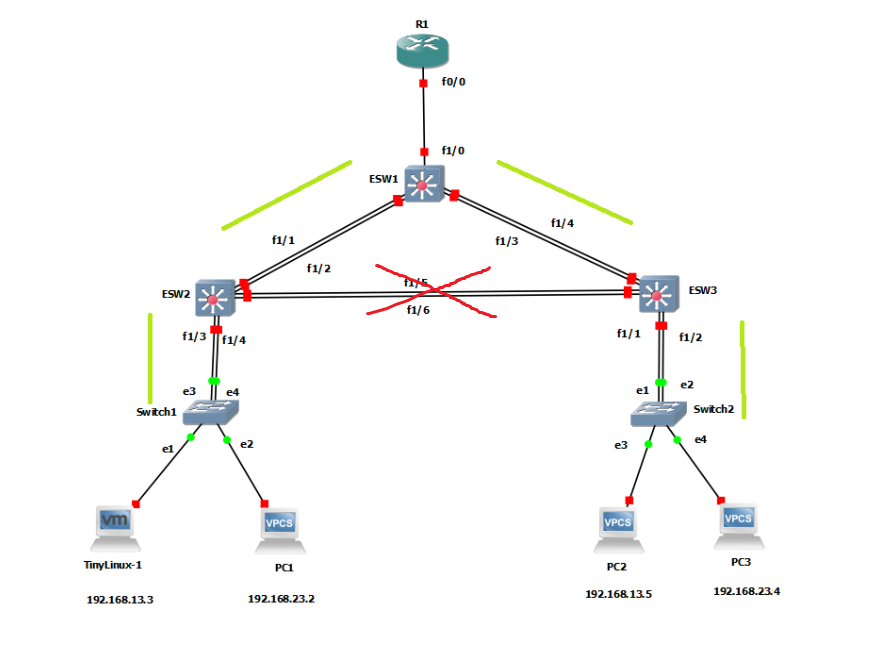 R1
f0/0
f1/0
ESW1
f1/1
f1/2
f1/3
f1/4
ESW2
f1/5
f1/6
ESW3
f1/3
f1/4
f1/1
f1/2
e3
e4
Switch1
e1
e2
e1
e2
Switch2
e3
e4
vm
VPCS
VPCS
VPCS
TinyLinux-1
PC1
PC2
PC3
192.168.13.3
192.168.23.2
192.168.13.5
192.168.23.4